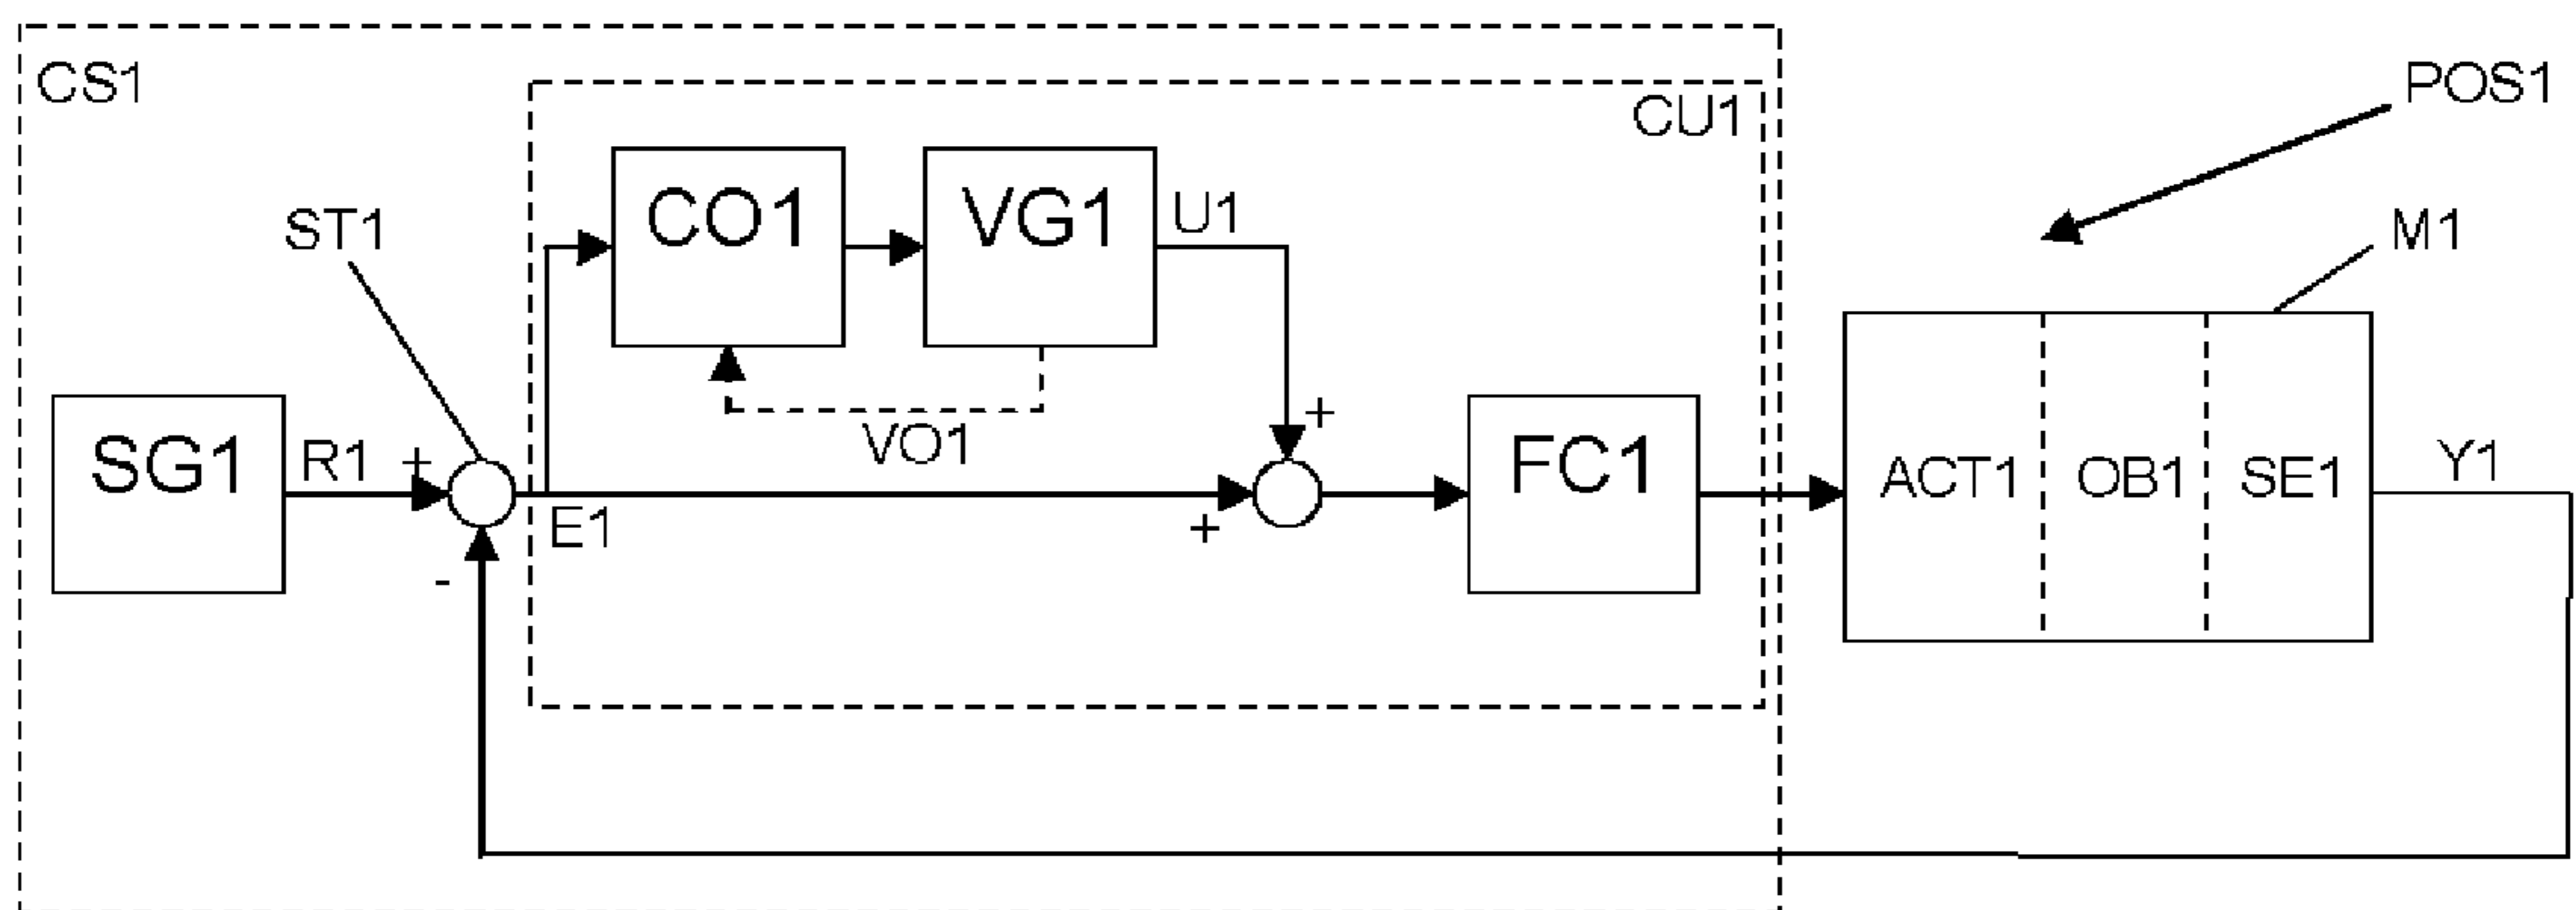 CS1
CU1
POS1
ST1
CO1
VG1
U1
M1
SG1
R1
+
VO1
+
FC1
ACT1
OB1
SE1
Y1
E1
+
-